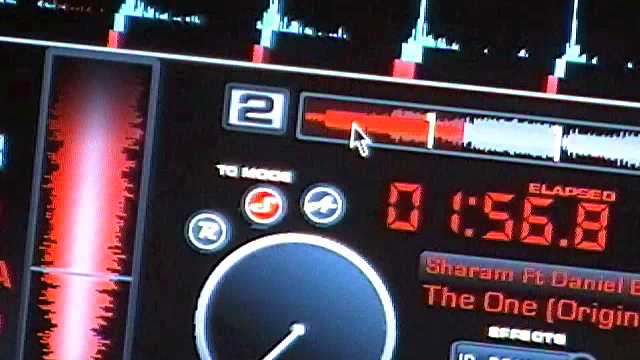 2
TC MODE
R S A
ELAPSED
01:56.8
Sharam Ft Daniel
The One (Origin
EFFECTS